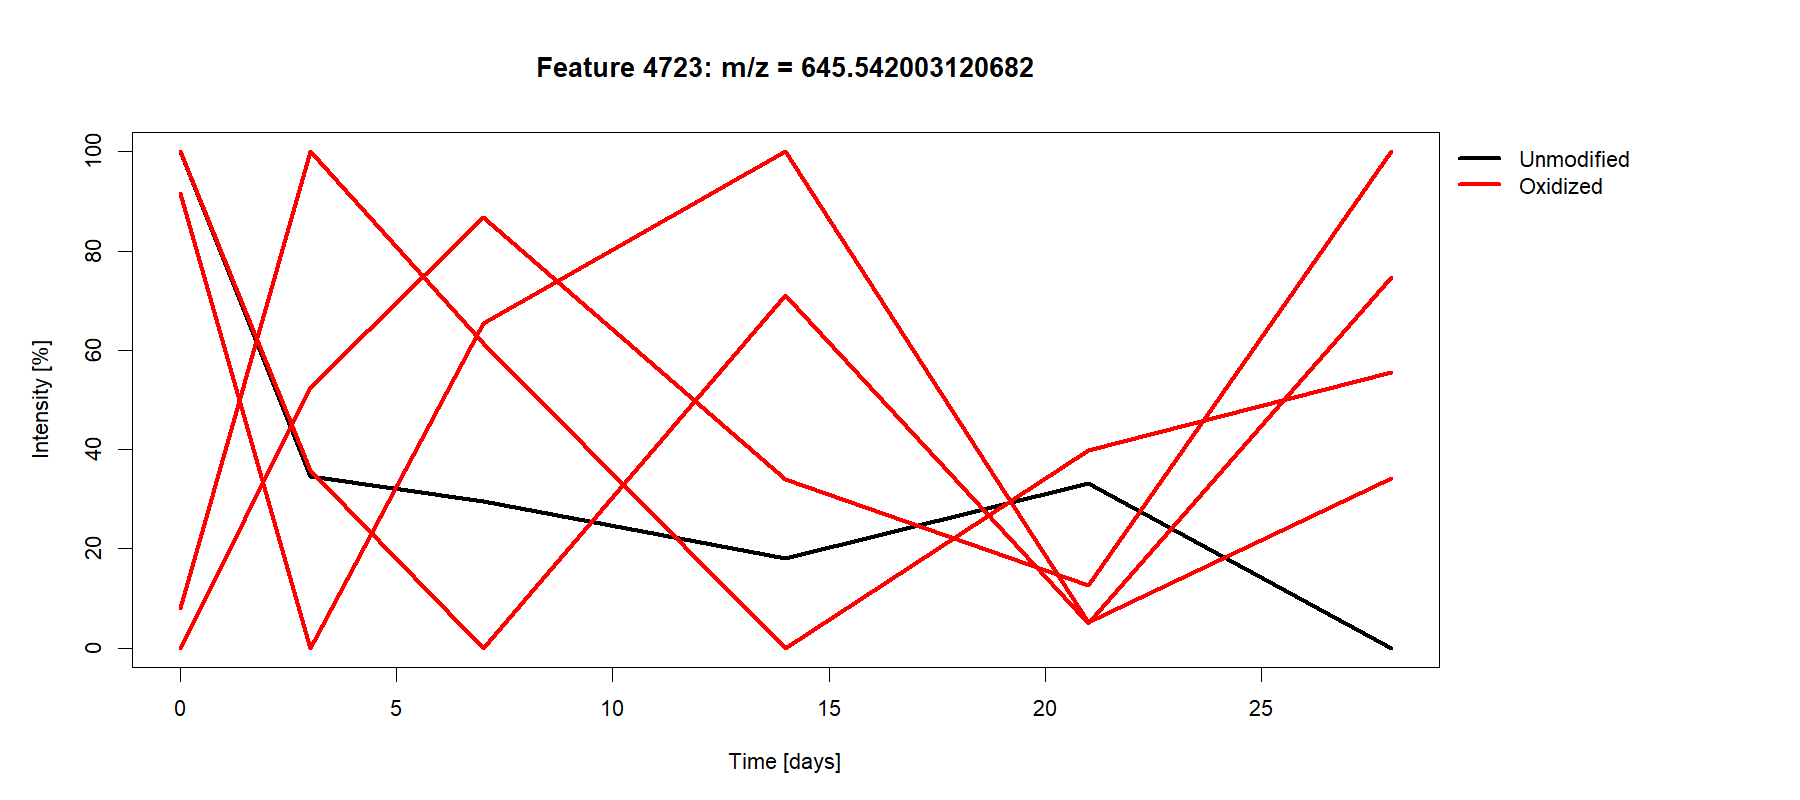 Feature 4723: m/z = 645.542003120682
Unmodified
Oxidized
Intensity [%]
100
80
60
40
20
0
0 5 10 15 20 25
Time [days]